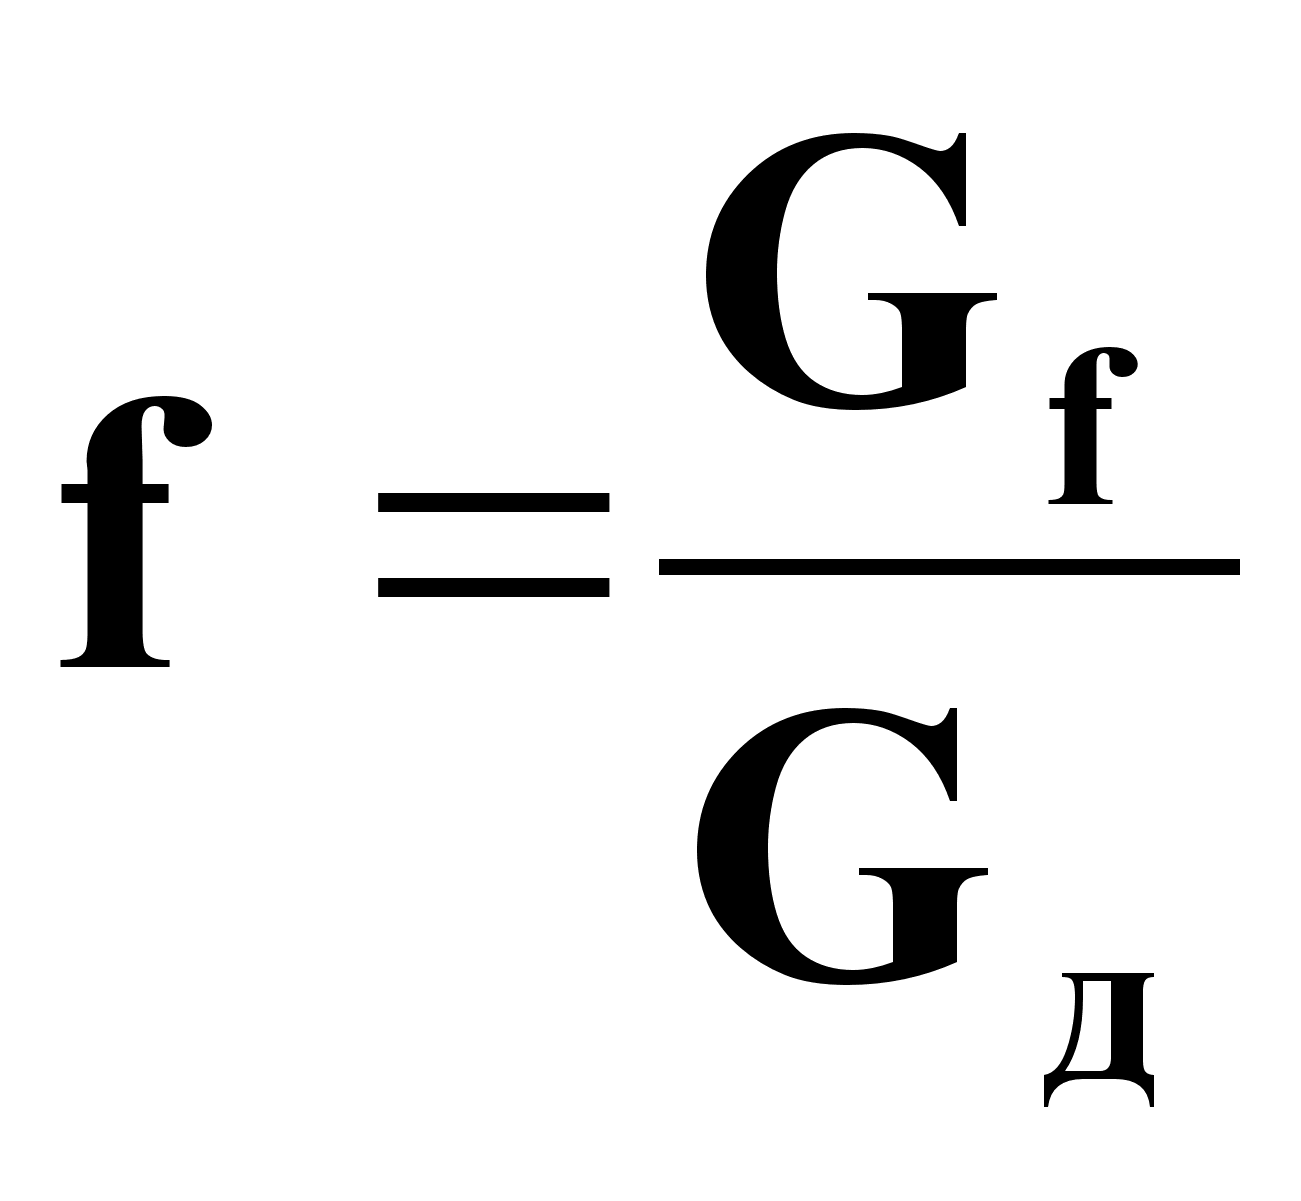 f = G_f / G_д